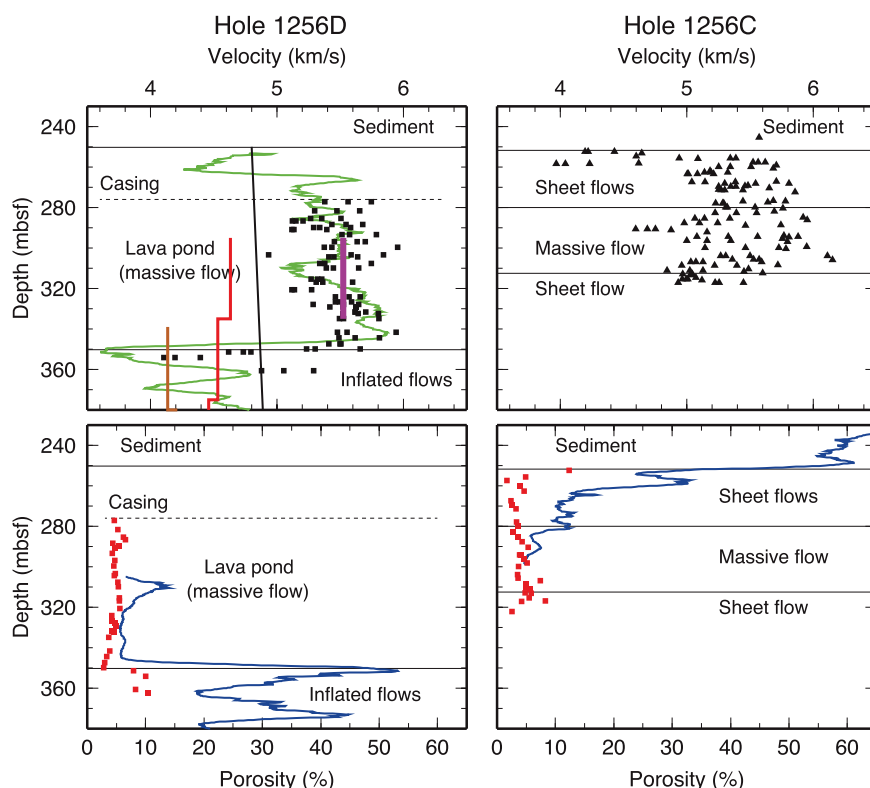 Hole 1256D
Velocity (km/s)
4 5 6
Hole 1256C
Velocity (km/s)
4 5 6
Depth (mbsf)
240
280
320
360
Sediment
Casing
Lava pond
(massive flow)
Inflated flows
Sediment
Sheet flows
Massive flow
Sheet flow
Depth (mbsf)
240
280
320
360
Sediment
Casing
Lava pond
(massive flow)
Inflated flows
0 10 20 30 40 50 60
Porosity (%)
Sediment
Sheet flows
Massive flow
Sheet flow
0 10 20 30 40 50 60
Porosity (%)